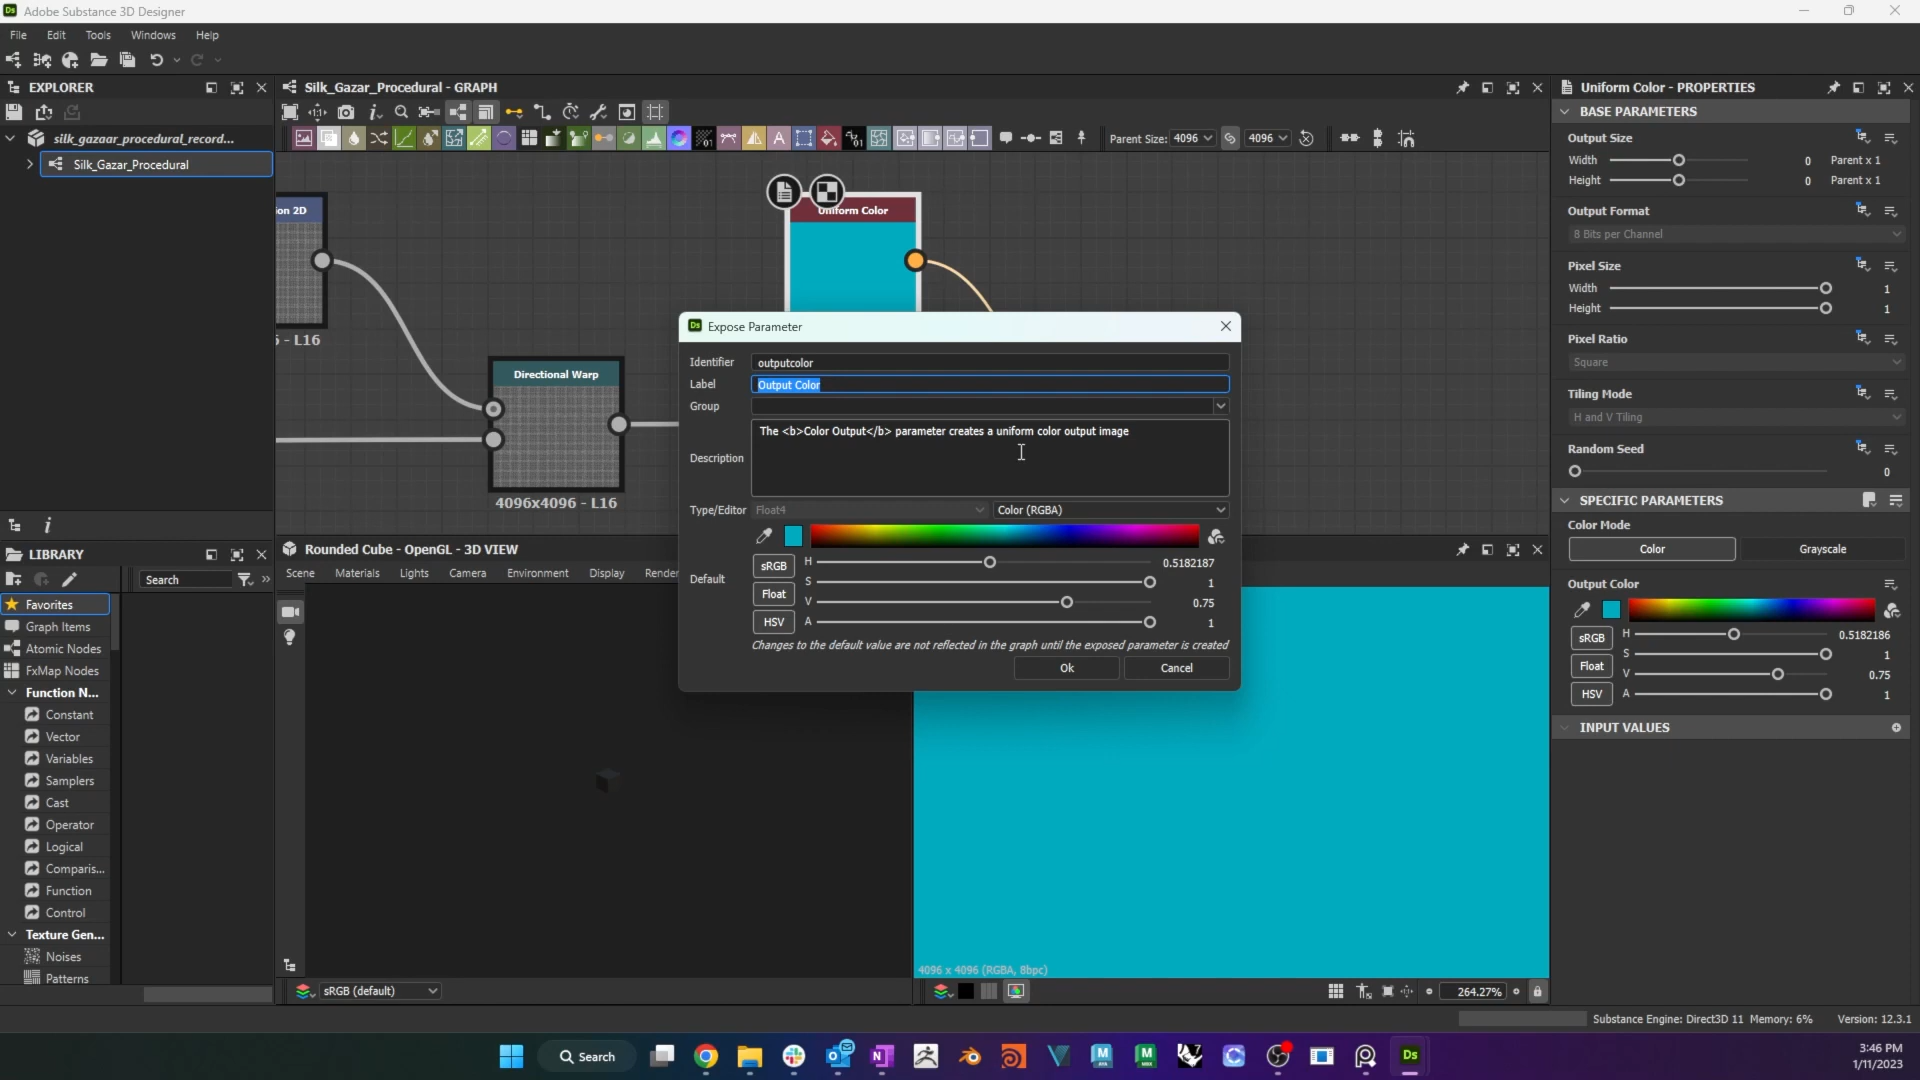 Adobe Substance 3D Designer
File Edit Tools Windows Help
EXPLORER
silk_gazaar_procedural_record...
Silk_Gazar_Procedural
Silk_Gazar_Procedural - GRAPH
Parent Size: 4096 4096
ion 2D
- L16
Directional Warp
4096x4096 - L16
Uniform Color
Expose Parameter
Identifier outputcolor
Label Output Color
Group
Description The <b>Color Output</b> parameter creates a uniform color output image
Type/Editor Float4 Color (RGBA)
Default
sRGB H 0.5182187
S 1
Float
V 0.75
HSV A 1
Changes to the default value are not reflected in the graph until the exposed parameter is created
Ok Cancel
LIBRARY
Search
Favorites
Graph Items
Atomic Nodes
FxMap Nodes
Function N...
Constant
Vector
Variables
Samplers
Cast
Operator
Logical
Comparis...
Function
Control
Texture Gen...
Noises
Patterns
Rounded Cube - OpenGL - 3D VIEW
Scene Materials Lights Camera Environment Display Render
sRGB (default)
4096 x 4096 (RGBA, 8bpc)
264.27%
Uniform Color - PROPERTIES
BASE PARAMETERS
Output Size
Width 0 Parent x 1
Height 0 Parent x 1
Output Format
8 Bits per Channel
Pixel Size
Width 1
Height 1
Pixel Ratio
Square
Tiling Mode
H and V Tiling
Random Seed
0
SPECIFIC PARAMETERS
Color Mode
Color Grayscale
Output Color
sRGB H 0.5182186
S 1
Float
V 0.75
HSV A 1
INPUT VALUES
Substance Engine: Direct3D 11 Memory: 6% Version: 12.3.1
Search
3:46 PM
1/11/2023